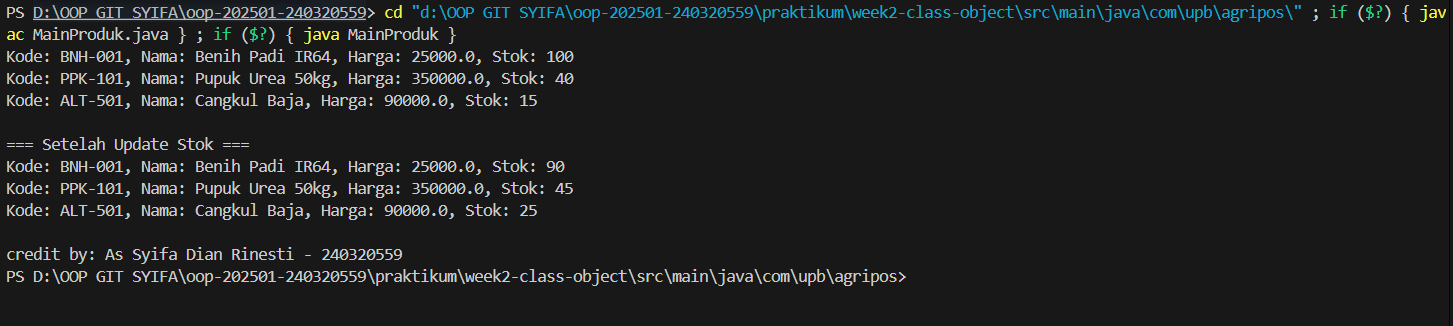 PS D:\OOP GIT SYIFA\oop-202501-240320559> cd "d:\OOP GIT SYIFA\oop-202501-240320559\praktikum\week2-class-object\src\main\java\com\upb\agripos\" ; if ($?) { jav
ac MainProduk.java } ; if ($?) { java MainProduk }
Kode: BNH-001, Nama: Benih Padi IR64, Harga: 25000.0, Stok: 100
Kode: PPK-101, Nama: Pupuk Urea 50kg, Harga: 350000.0, Stok: 40
Kode: ALT-501, Nama: Cangkul Baja, Harga: 90000.0, Stok: 15
=== Setelah Update Stok ===
Kode: BNH-001, Nama: Benih Padi IR64, Harga: 25000.0, Stok: 90
Kode: PPK-101, Nama: Pupuk Urea 50kg, Harga: 350000.0, Stok: 45
Kode: ALT-501, Nama: Cangkul Baja, Harga: 90000.0, Stok: 25
credit by: As Syifa Dian Rinesti - 240320559
PS D:\OOP GIT SYIFA\oop-202501-240320559\praktikum\week2-class-object\src\main\java\com\upb\agripos>